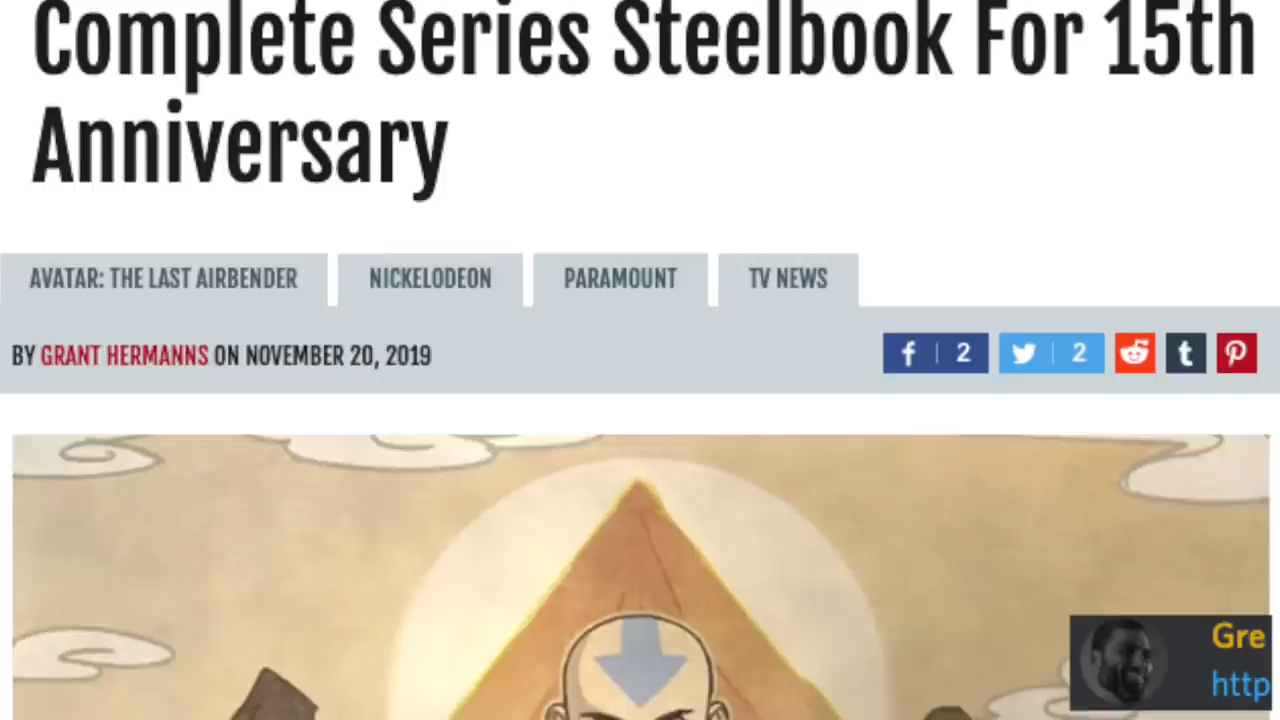 Complete Series Steelbook For 15th
Anniversary
AVATAR: THE LAST AIRBENDER
NICKELODEON
PARAMOUNT
TV NEWS
BY GRANT HERMANNS ON NOVEMBER 20, 2019
f 2
2
t
Gre
http